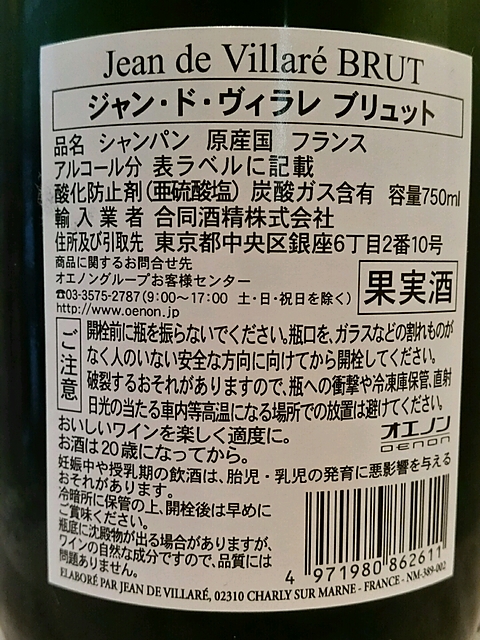 Jean de Villaré BRUT
ジャン・ド・ヴィラレ ブリュット
品名 シャンパン 原産国 フランス
アルコール分 表ラベルに記載
酸化防止剤(亜硫酸塩) 炭酸ガス含有 容量750ml
輸入業者 合同酒精株式会社
住所及び引取先 東京都中央区銀座6丁目2番10号
商品に関するお問合せ先
オエノングループお客様センター
☎03-3575-2787(9:00〜17:00 土・日・祝日を除く)
http://www.oenon.jp
果実酒
ご注意
開栓前に瓶を振らないでください。瓶口を、ガラスなどの割れものが
なく人のいない安全な方向に向けてから開栓してください。
破裂するおそれがありますので、瓶への衝撃や冷凍庫保管、直射
日光の当たる車内等高温になる場所での放置は避けてください。
おいしいワインを楽しく適度に。
お酒は20歳になってから。
オエノン
OENON
妊娠中や授乳期の飲酒は、胎児・乳児の発育に悪影響を与える
おそれがあります。
冷暗所に保管の上、開栓後は早めに
ご賞味ください。
瓶底に沈殿物が出る場合がありますが、
ワインの自然な成分ですので、品質には
問題ありません。
4 971980 862611
ELABORÉ PAR JEAN DE VILLARÉ, 02310 CHARLY SUR MARNE - FRANCE - NM-389-002